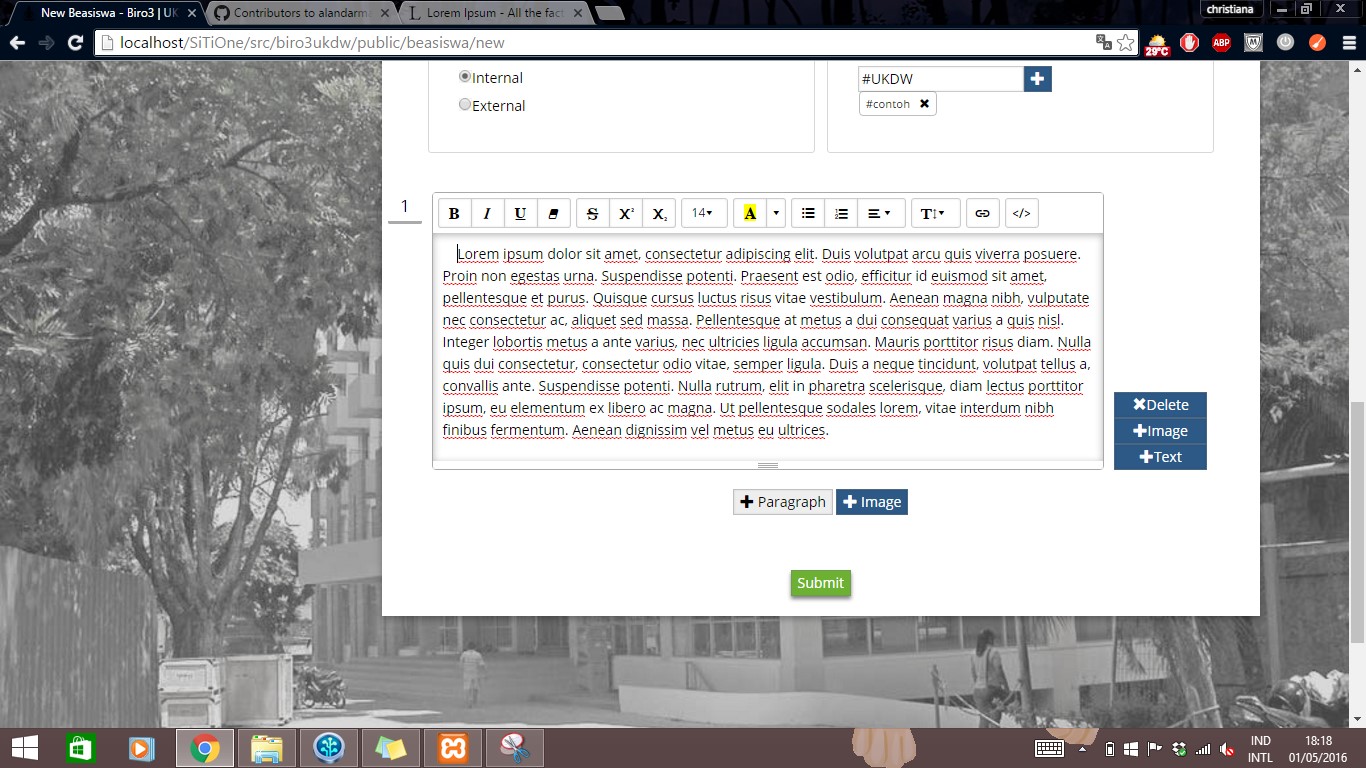 New Beasiswa - Biro3 | UK
Contributors to alandarma
Lorem Ipsum - All the fact
christiana
localhost/SiTiOne/src/biro3ukdw/public/beasiswa/new
29°C
ABP
Internal
External
#UKDW
#contoh
1
B I U S X² X₂ 14 A T </>
Lorem ipsum dolor sit amet, consectetur adipiscing elit. Duis volutpat arcu quis viverra posuere.
Proin non egestas urna. Suspendisse potenti. Praesent est odio, efficitur id euismod sit amet,
pellentesque et purus. Quisque cursus luctus risus vitae vestibulum. Aenean magna nibh, vulputate
nec consectetur ac, aliquet sed massa. Pellentesque at metus a dui consequat varius a quis nisl.
Integer lobortis metus a ante varius, nec ultricies ligula accumsan. Mauris porttitor risus diam. Nulla
quis dui consectetur, consectetur odio vitae, semper ligula. Duis a neque tincidunt, volutpat tellus a,
convallis ante. Suspendisse potenti. Nulla rutrum, elit in pharetra scelerisque, diam lectus porttitor
ipsum, eu elementum ex libero ac magna. Ut pellentesque sodales lorem, vitae interdum nibh
finibus fermentum. Aenean dignissim vel metus eu ultrices.
Delete
Image
Text
Paragraph
Image
Submit
IND
INTL
18:18
01/05/2016